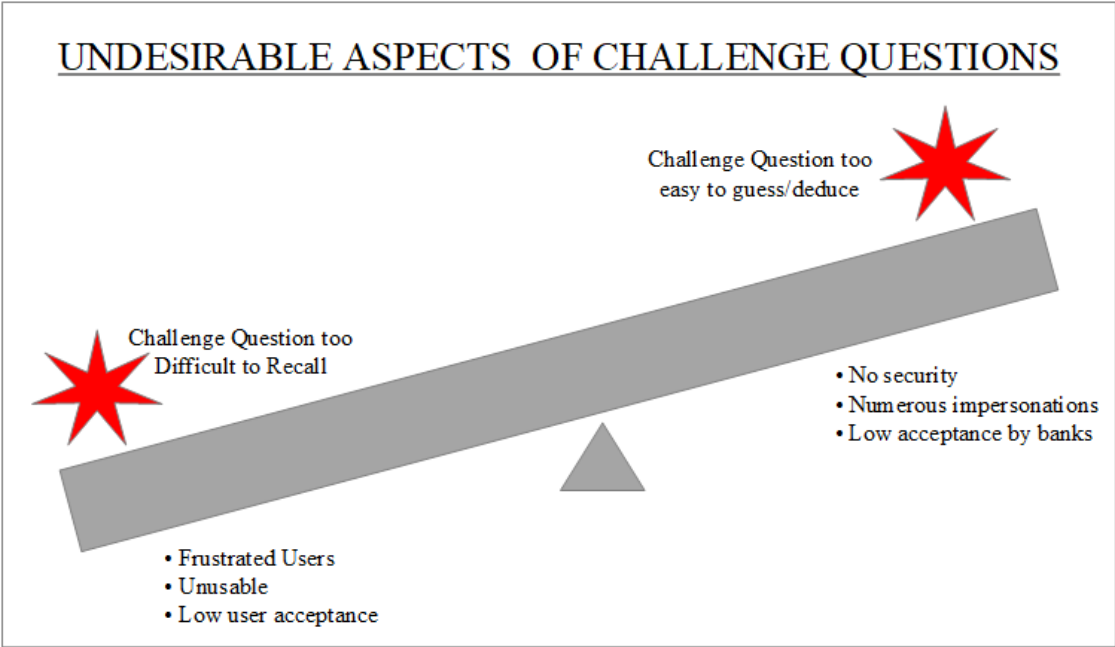 UNDESIRABLE ASPECTS OF CHALLENGE QUESTIONS
Challenge Question too
easy to guess/deduce
Challenge Question too
Difficult to Recall
• No security
• Numerous impersonations
• Low acceptance by banks
• Frustrated Users
• Unusable
• Low user acceptance